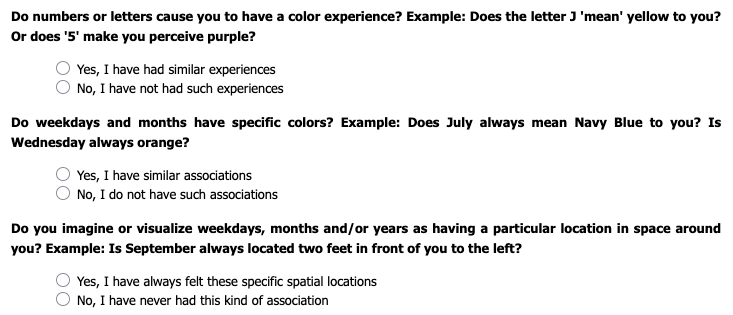 Do numbers or letters cause you to have a color experience? Example: Does the letter J 'mean' yellow to you?
Or does '5' make you perceive purple?
Yes, I have had similar experiences
No, I have not had such experiences
Do weekdays and months have specific colors? Example: Does July always mean Navy Blue to you? Is
Wednesday always orange?
Yes, I have similar associations
No, I do not have such associations
Do you imagine or visualize weekdays, months and/or years as having a particular location in space around
you? Example: Is September always located two feet in front of you to the left?
Yes, I have always felt these specific spatial locations
No, I have never had this kind of association